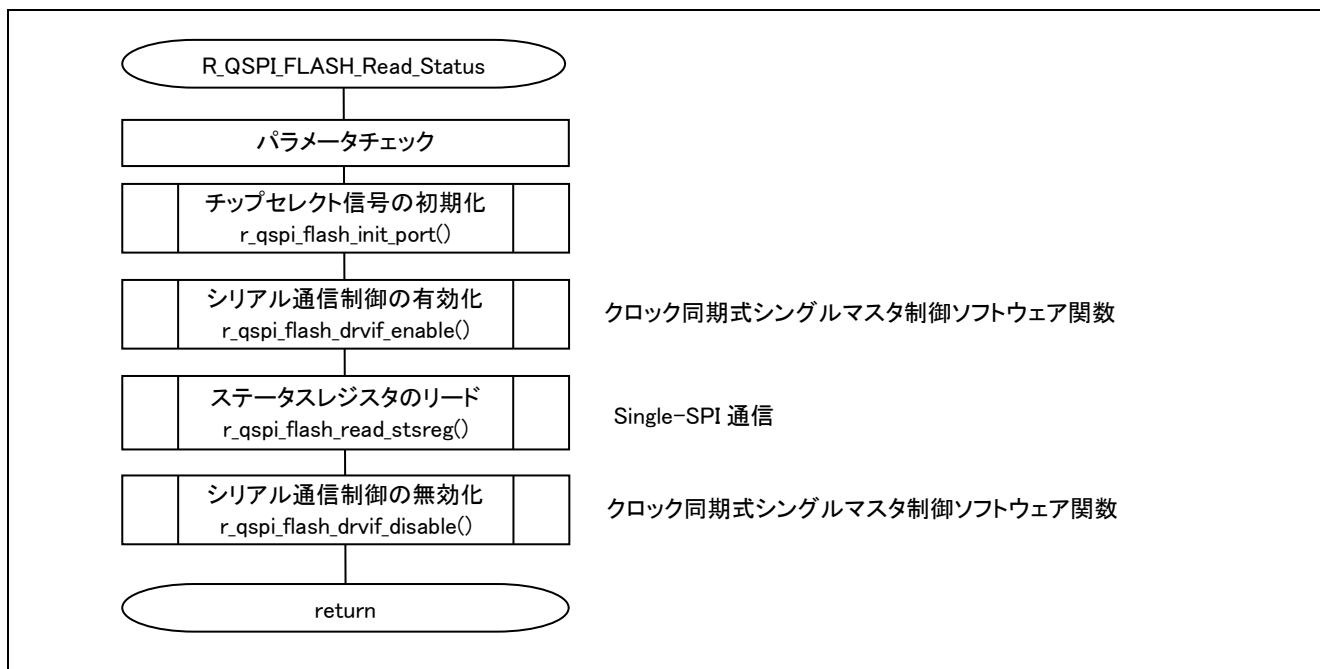 R_QSPI_FLASH_Read_Status
パラメータチェック
チップセレクト信号の初期化
r_qspi_flash_init_port()
シリアル通信制御の有効化
r_qspi_flash_drvif_enable()
クロック同期式シングルマスタ制御ソフトウェア関数
ステータスレジスタのリード
r_qspi_flash_read_stsreg()
Single-SPI 通信
シリアル通信制御の無効化
r_qspi_flash_drvif_disable()
クロック同期式シングルマスタ制御ソフトウェア関数
return